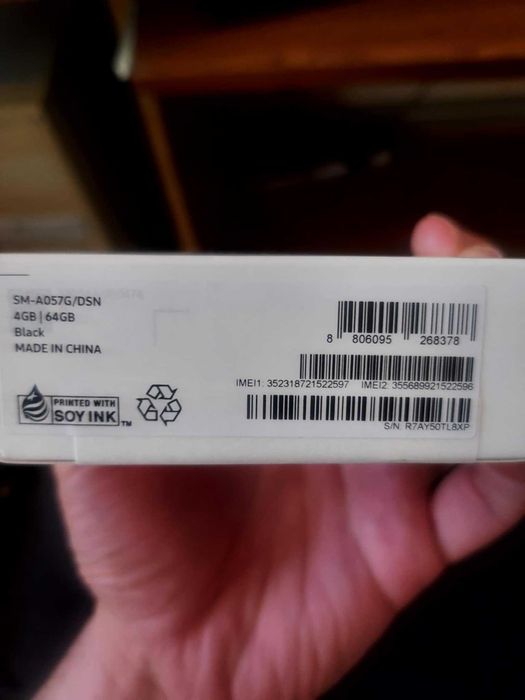 SM-A057G/DSN
4GB | 64GB
Black
MADE IN CHINA
PRINTED WITH
SOY INK™
8 806095 268378
IMEI1: 352318721522597 IMEI2: 355689921522596
S/N: R7AY50TL8XP